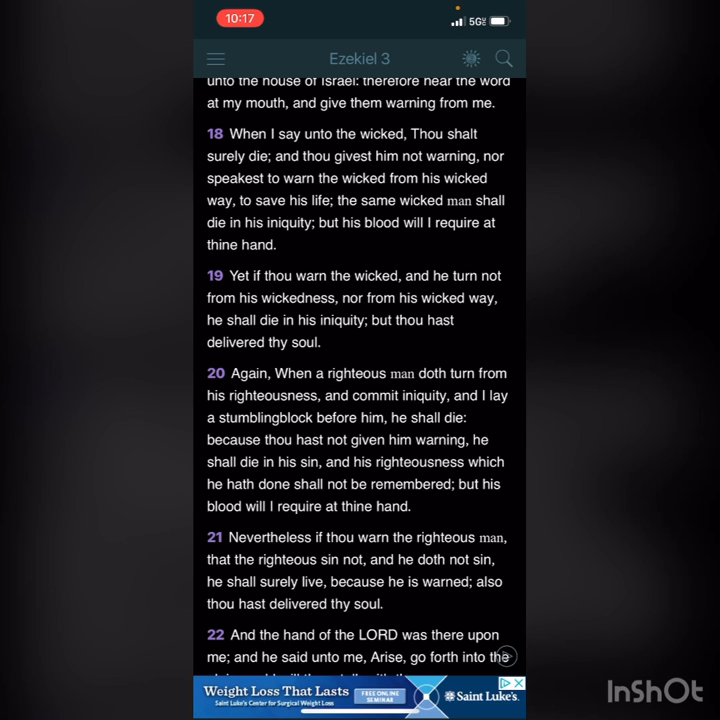 10:17
5G
Ezekiel 3
unto the house of Israel: therefore hear the word
at my mouth, and give them warning from me.
18 When I say unto the wicked, Thou shalt
surely die; and thou givest him not warning, nor
speakest to warn the wicked from his wicked
way, to save his life; the same wicked man shall
die in his iniquity; but his blood will I require at
thine hand.
19 Yet if thou warn the wicked, and he turn not
from his wickedness, nor from his wicked way,
he shall die in his iniquity; but thou hast
delivered thy soul.
20 Again, When a righteous man doth turn from
his righteousness, and commit iniquity, and I lay
a stumblingblock before him, he shall die:
because thou hast not given him warning, he
shall die in his sin, and his righteousness which
he hath done shall not be remembered; but his
blood will I require at thine hand.
21 Nevertheless if thou warn the righteous man,
that the righteous sin not, and he doth not sin,
he shall surely live, because he is warned; also
thou hast delivered thy soul.
22 And the hand of the LORD was there upon
me; and he said unto me, Arise, go forth into the
Weight Loss That Lasts
Saint Luke's Center for Surgical Weight Loss
FREE ONLINE
SEMINAR
Saint Luke's.
InShOt